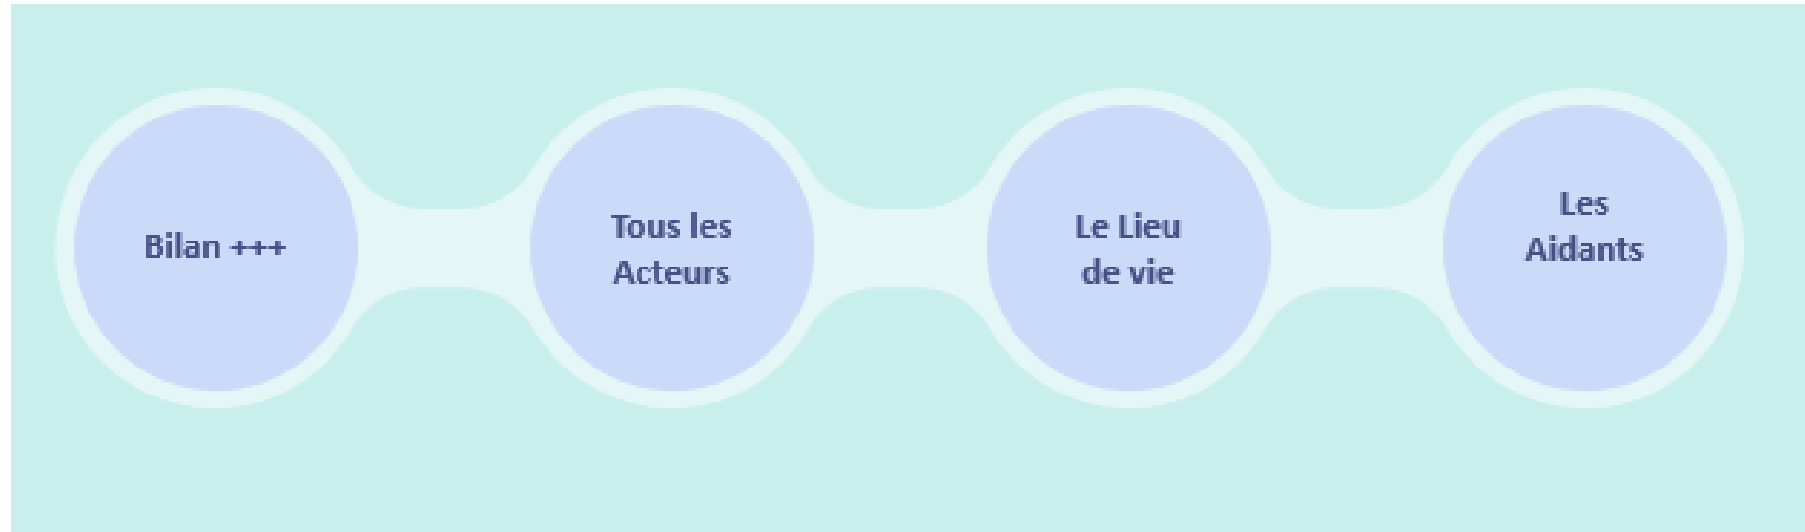 Bilan +++
Tous les
Acteurs
Le Lieu
de vie
Les
Aidants